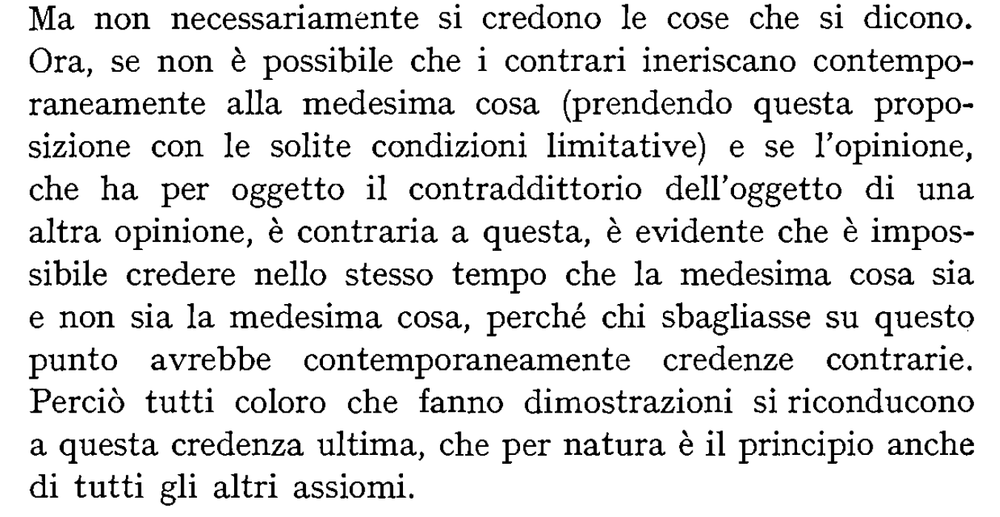 Ma non necessariamente si credono le cose che si dicono.
Ora, se non è possibile che i contrari ineriscano contempo-
raneamente alla medesima cosa (prendendo questa propo-
sizione con le solite condizioni limitative) e se l'opinione,
che ha per oggetto il contraddittorio dell'oggetto di una
altra opinione, è contraria a questa, è evidente che è impos-
sibile credere nello stesso tempo che la medesima cosa sia
e non sia la medesima cosa, perché chi sbagliasse su questo
punto avrebbe contemporaneamente credenze contrarie.
Perciò tutti coloro che fanno dimostrazioni si riconducono
a questa credenza ultima, che per natura è il principio anche
di tutti gli altri assiomi.